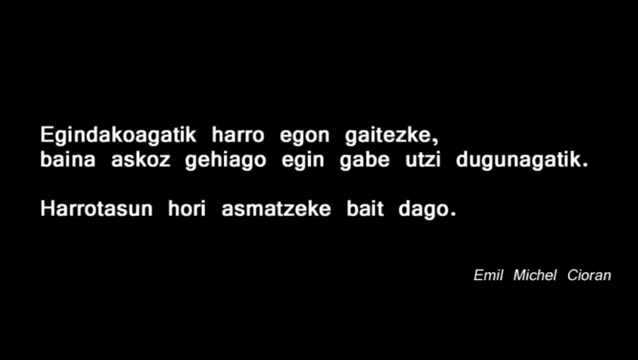 Egindakoagatik harro egon gaitezke,
baina askoz gehiago egin gabe utzi dugunagatik.
Harrotasun hori asmatzeke bait dago.
Emil Michel Cioran